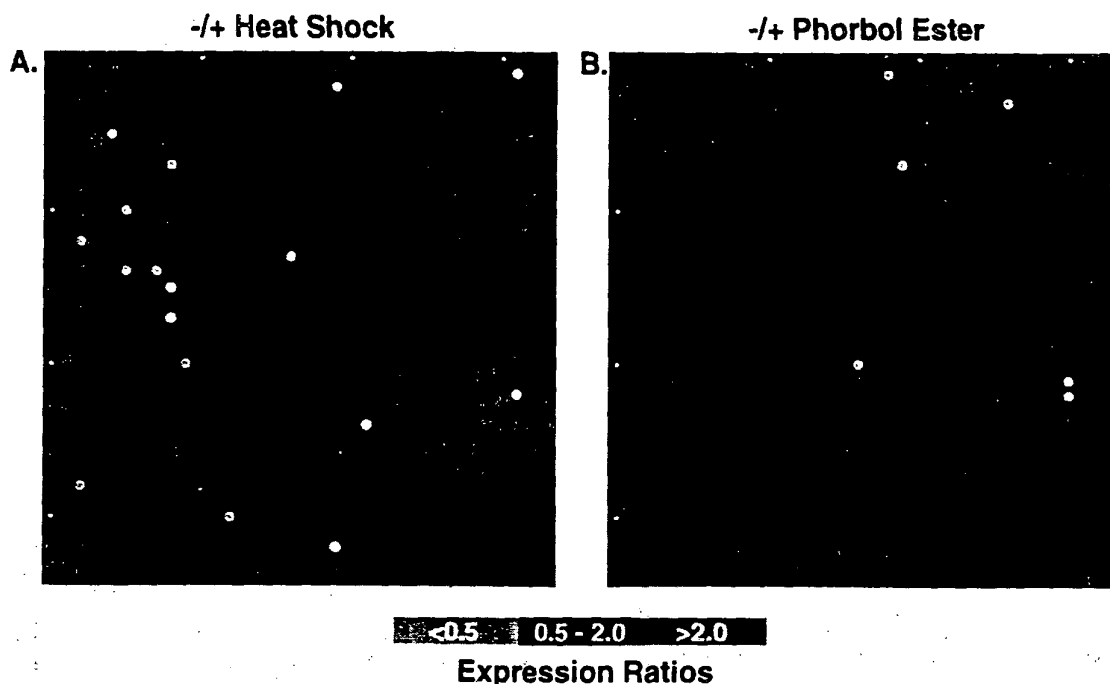 -/+ Heat Shock
-/+ Phorbol Ester
A.
B.
<0.5 0.5 - 2.0 >2.0
Expression Ratios